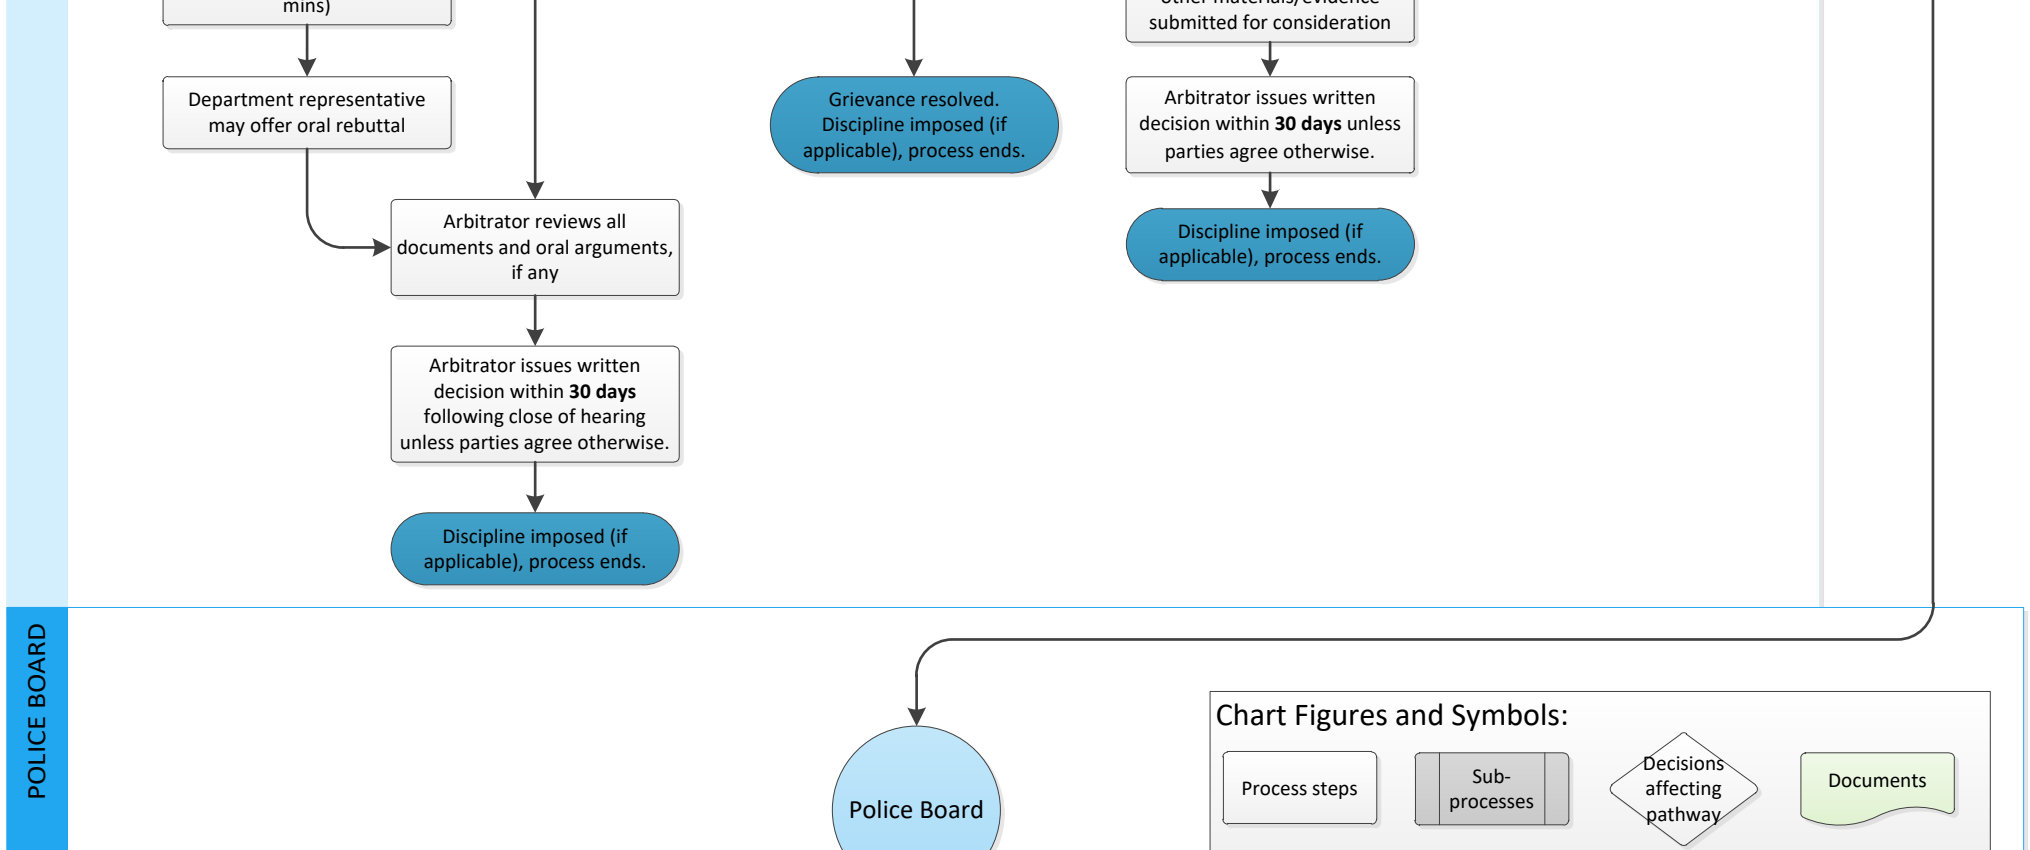 mins)
Department representative
may offer oral rebuttal
Arbitrator reviews all
documents and oral arguments,
if any
Arbitrator issues written
decision within 30 days
following close of hearing
unless parties agree otherwise.
Discipline imposed (if
applicable), process ends.
Grievance resolved.
Discipline imposed (if
applicable), process ends.
other materials/evidence
submitted for consideration
Arbitrator issues written
decision within 30 days unless
parties agree otherwise.
Discipline imposed (if
applicable), process ends.
POLICE BOARD
Police Board
Chart Figures and Symbols:
Process steps
Sub-
processes
Decisions
affecting
pathway
Documents